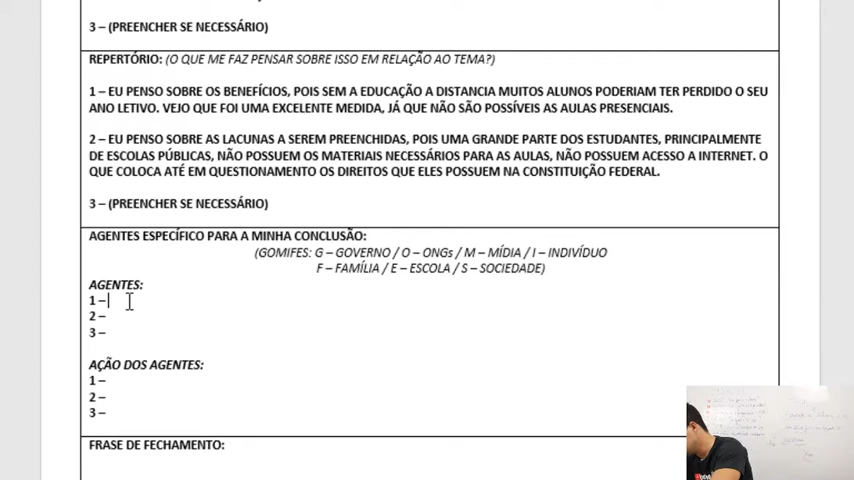 3 – (PREENCHER SE NECESSÁRIO)
REPERTÓRIO: (O QUE ME FAZ PENSAR SOBRE ISSO EM RELAÇÃO AO TEMA?)
1 – EU PENSO SOBRE OS BENEFÍCIOS, POIS SEM A EDUCAÇÃO A DISTANCIA MUITOS ALUNOS PODERIAM TER PERDIDO O SEU
ANO LETIVO. VEJO QUE FOI UMA EXCELENTE MEDIDA, JÁ QUE NÃO SÃO POSSÍVEIS AS AULAS PRESENCIAIS.
2 – EU PENSO SOBRE AS LACUNAS A SEREM PREENCHIDAS, POIS UMA GRANDE PARTE DOS ESTUDANTES, PRINCIPALMENTE
DE ESCOLAS PÚBLICAS, NÃO POSSUEM OS MATERIAIS NECESSÁRIOS PARA AS AULAS, NÃO POSSUEM ACESSO A INTERNET. O
QUE COLOCA ATÉ EM QUESTIONAMENTO OS DIREITOS QUE ELES POSSUEM NA CONSTITUIÇÃO FEDERAL.
3 – (PREENCHER SE NECESSÁRIO)
AGENTES ESPECÍFICO PARA A MINHA CONCLUSÃO:
(GOMIFES: G – GOVERNO / O – ONGs / M – MÍDIA / I – INDIVÍDUO
F – FAMÍLIA / E – ESCOLA / S – SOCIEDADE)
AGENTES:
1 –
2 –
3 –
AÇÃO DOS AGENTES:
1 –
2 –
3 –
FRASE DE FECHAMENTO: